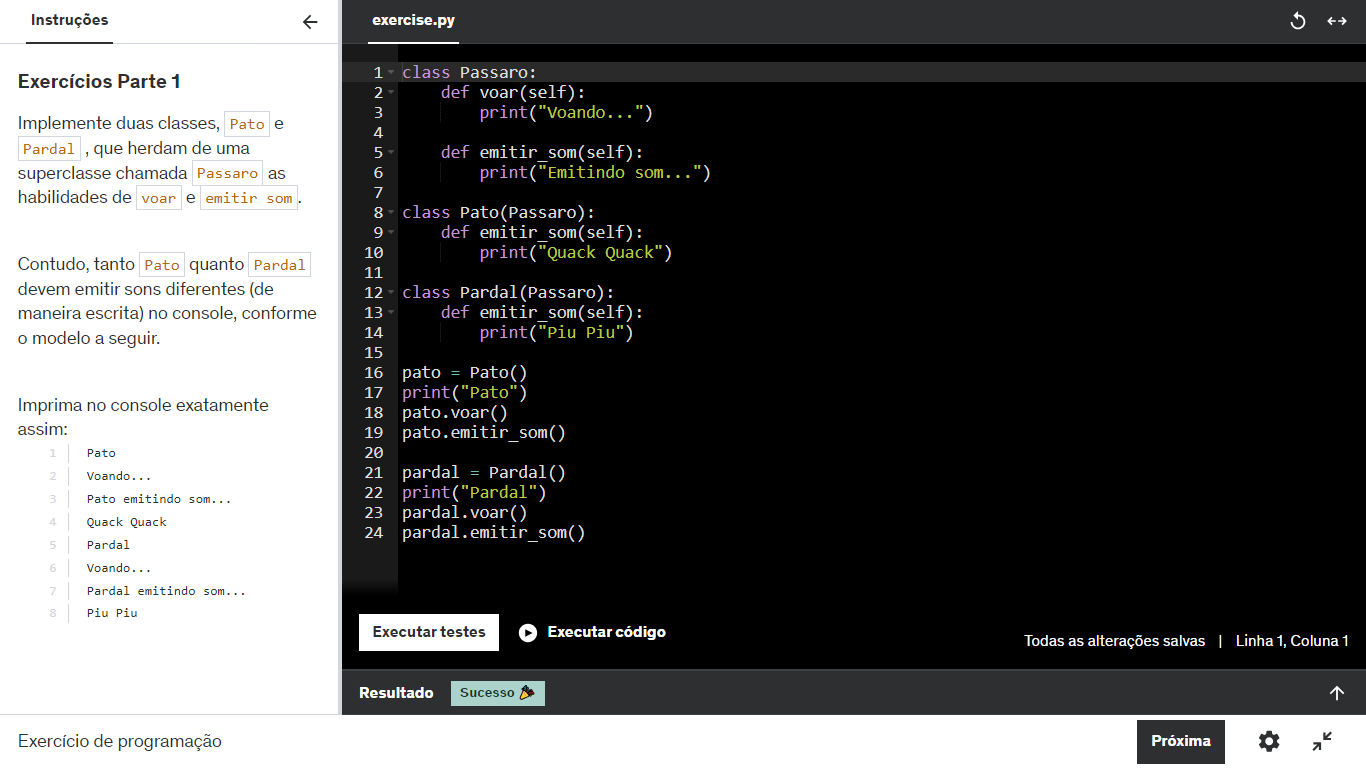 Instruções
Exercícios Parte 1
Implemente duas classes, Pato e
Pardal , que herdam de uma
superclasse chamada Passaro as
habilidades de voar e emitir som.
Contudo, tanto Pato quanto Pardal
devem emitir sons diferentes (de
maneira escrita) no console, conforme
o modelo a seguir.
Imprima no console exatamente
assim:
1 Pato
2 Voando...
3 Pato emitindo som...
4 Quack Quack
5 Pardal
6 Voando...
7 Pardal emitindo som...
8 Piu Piu
exercise.py
1 class Passaro:
2     def voar(self):
3         print("Voando...")
4
5     def emitir_som(self):
6         print("Emitindo som...")
7
8 class Pato(Passaro):
9     def emitir_som(self):
10         print("Quack Quack")
11
12 class Pardal(Passaro):
13     def emitir_som(self):
14         print("Piu Piu")
15
16 pato = Pato()
17 print("Pato")
18 pato.voar()
19 pato.emitir_som()
20
21 pardal = Pardal()
22 print("Pardal")
23 pardal.voar()
24 pardal.emitir_som()
Executar testes Executar código
Todas as alterações salvas | Linha 1, Coluna 1
Resultado Sucesso
Exercício de programação
Próxima